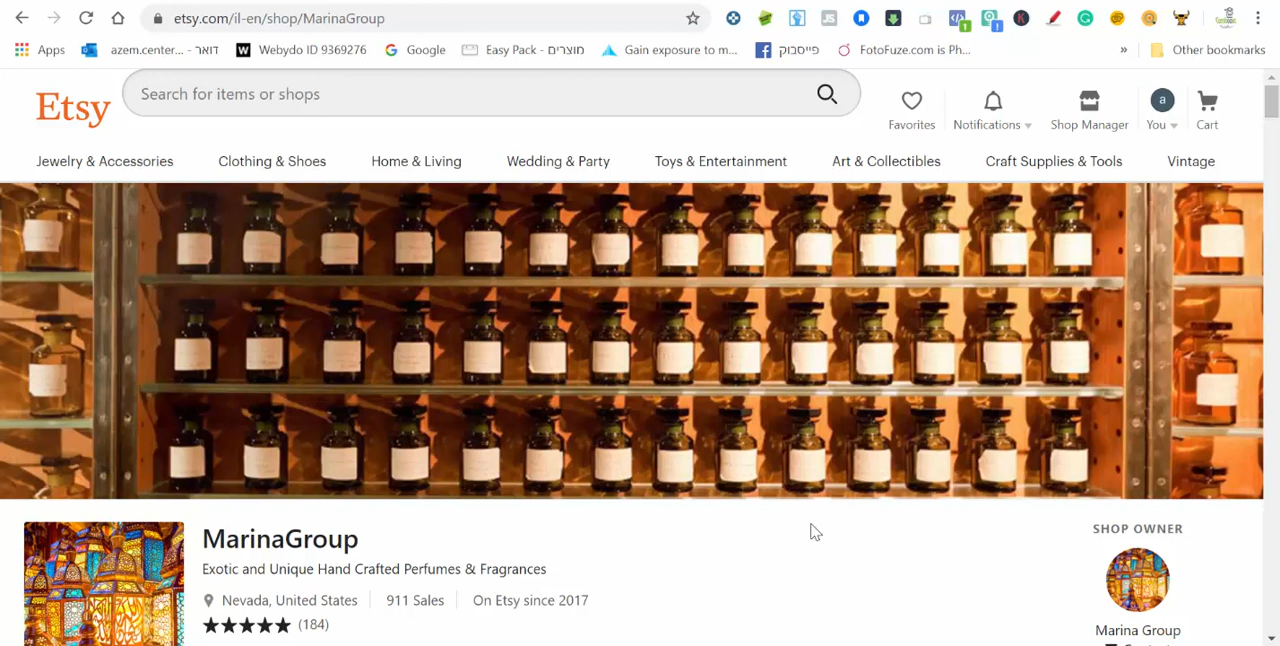 etsy.com/il-en/shop/MarinaGroup
Apps
azem.center... - דואר
Webydo ID 9369276
Google
Easy Pack - מוצרים
Gain exposure to m...
פייסבוק
FotoFuze.com is Ph...
»
Other bookmarks
Etsy
Search for items or shops
Favorites
Notifications
Shop Manager
a
You
Cart
Jewelry & Accessories
Clothing & Shoes
Home & Living
Wedding & Party
Toys & Entertainment
Art & Collectibles
Craft Supplies & Tools
Vintage
MarinaGroup
Exotic and Unique Hand Crafted Perfumes & Fragrances
Nevada, United States
911 Sales
On Etsy since 2017
(184)
SHOP OWNER
Marina Group